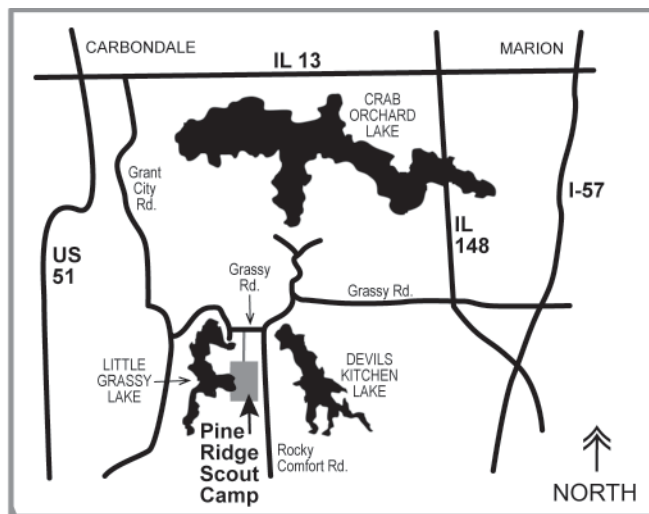 CARBONDALE
MARION
IL 13
CRAB
ORCHARD
LAKE
Grant
City
Rd.
I-57
US
51
IL
148
Grassy
Rd.
Grassy Rd.
LITTLE
GRASSY
LAKE
DEVILS
KITCHEN
LAKE
Pine
Ridge
Scout
Camp
Rocky
Comfort Rd.
NORTH